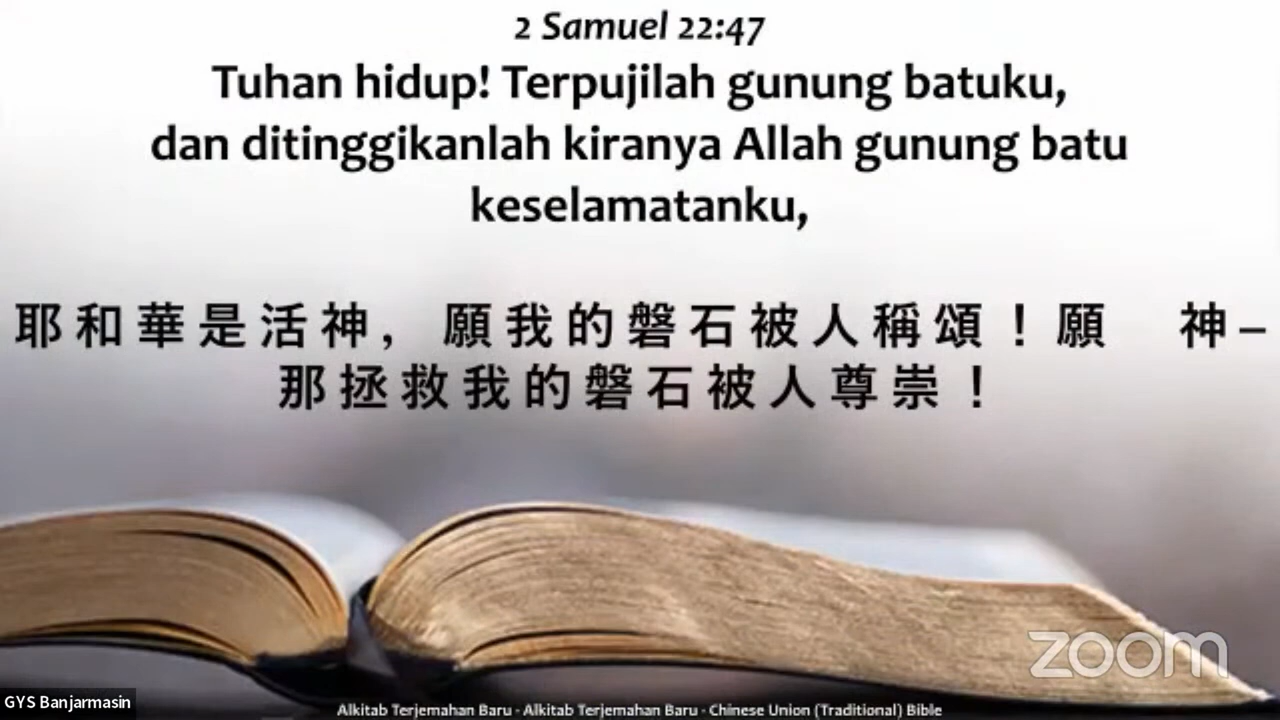 2 Samuel 22:47
Tuhan hidup! Terpujilah gunung batuku,
dan ditinggikanlah kiranya Allah gunung batu
keselamatanku,
耶和華是活神, 願我的磐石被人稱頌！願　神–
那拯救我的磐石被人尊崇！
zoom
GYS Banjarmasin
Alkitab Terjemahan Baru - Alkitab Terjemahan Baru - Chinese Union (Traditional) Bible